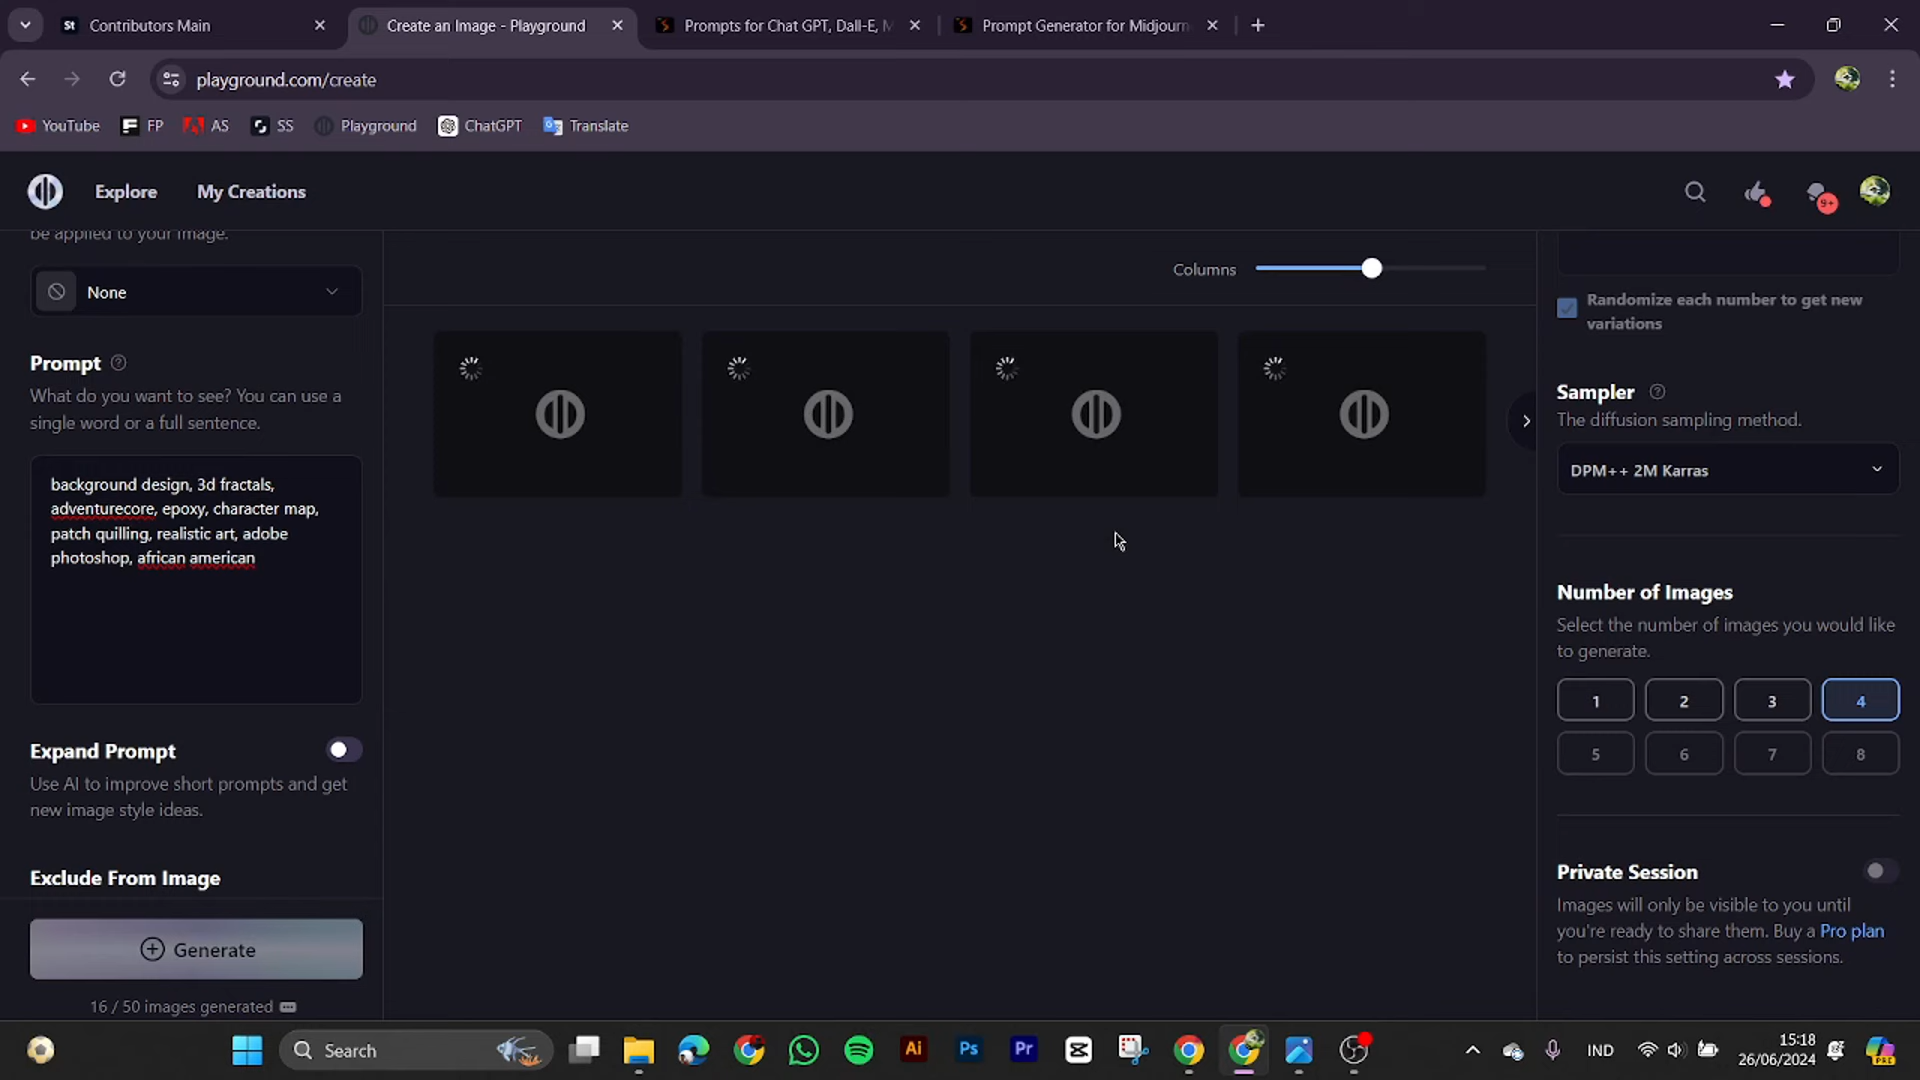 Contributors Main
Create an Image - Playground
Prompts for Chat GPT, Dall-E, M
Prompt Generator for Midjourn
playground.com/create
YouTube
FP
AS
SS
Playground
ChatGPT
Translate
Explore
My Creations
9+
be applied to your image.
None
Columns
Prompt
What do you want to see? You can use a
single word or a full sentence.
background design, 3d fractals,
adventurecore, epoxy, character map,
patch quilling, realistic art, adobe
photoshop, african american
Expand Prompt
Use AI to improve short prompts and get
new image style ideas.
Exclude From Image
Generate
16 / 50 images generated
Randomize each number to get new
variations
Sampler
The diffusion sampling method.
DPM++ 2M Karras
Number of Images
Select the number of images you would like
to generate.
1 2 3 4
5 6 7 8
Private Session
Images will only be visible to you until
you're ready to share them. Buy a Pro plan
to persist this setting across sessions.
Search
Ai
Ps
Pr
IND
15:18
26/06/2024